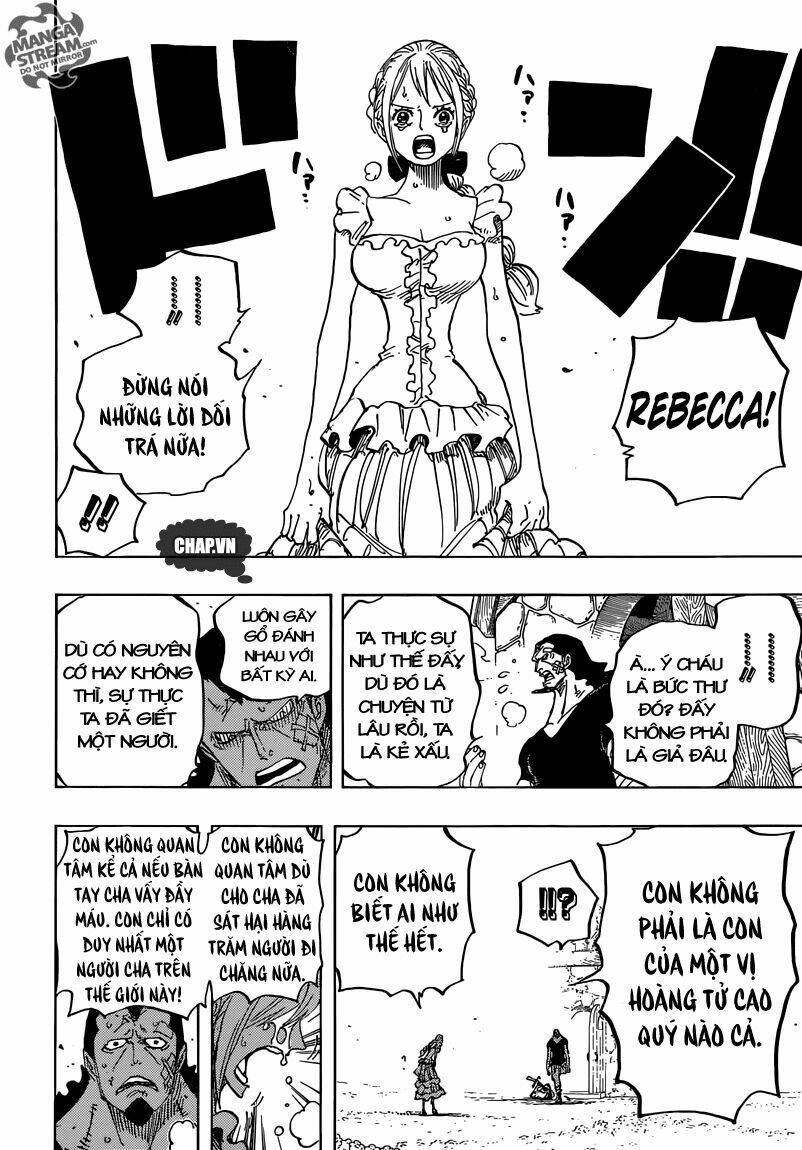 MANGA
STREAM.com
DO NOT MIRROR
ドーン!!
ハァ?
ハァ?
ハァ?
ハァ?
REBECCA!
!!
ĐỪNG NÓI
NHỮNG LỜI DỐI
TRÁ NỮA!
!!
CHAP.VN
À... Ý CHÁU
LÀ BỨC THƯ
ĐÓ? ĐẤY
KHÔNG PHẢI
LÀ GIẢ ĐÂU.
TA THỰC SỰ
NHƯ THẾ ĐẤY
DÙ ĐÓ LÀ
CHUYỆN TỪ
LÂU RỒI, TA
LÀ KẺ XẤU.
LUÔN GÂY
GỔ ĐÁNH
NHAU VỚI
BẤT KỲ AI.
DÙ CÓ NGUYÊN
CỚ HAY KHÔNG
THÌ, SỰ THỰC
TA ĐÃ GIẾT
MỘT NGƯỜI.
CON KHÔNG
PHẢI LÀ CON
CỦA MỘT VỊ
HOÀNG TỬ CAO
QUÝ NÀO CẢ.
!!?
CON KHÔNG
BIẾT AI NHƯ
THẾ HẾT.
CON KHÔNG
QUAN TÂM DÙ
CHO CHA ĐÃ
SÁT HẠI HÀNG
TRĂM NGƯỜI ĐI
CHĂNG NỮA.
CON KHÔNG QUAN
TÂM KỂ CẢ NẾU BÀN
TAY CHA VẤY ĐẦY
MÁU. CON CHỈ CÓ
DUY NHẤT MỘT
NGƯỜI CHA TRÊN
THẾ GIỚI NÀY!